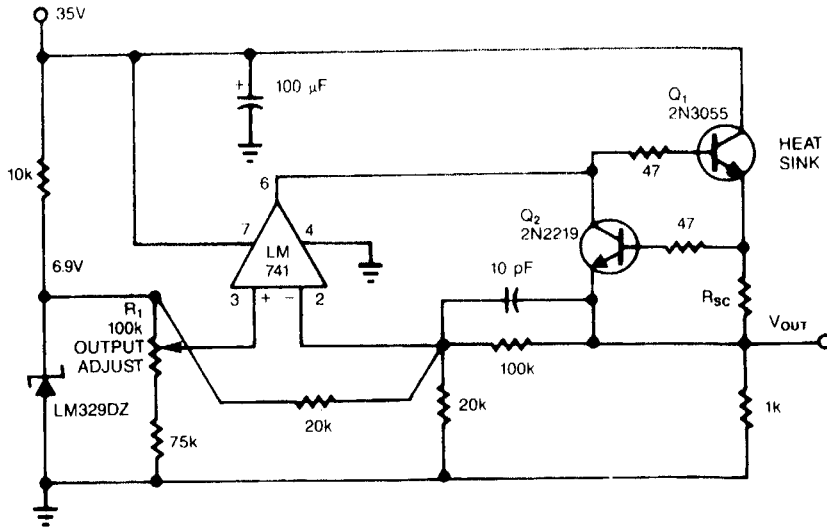 35V
100 µF
+
Q₁
2N3055
HEAT
SINK
10k
47
6
Q₂
2N2219
47
7
4
LM
741
6.9V
10 pF
R₁
100k
OUTPUT
ADJUST
3
+
−
2
RSC
VOUT
100k
LM329DZ
20k
20k
1k
75k